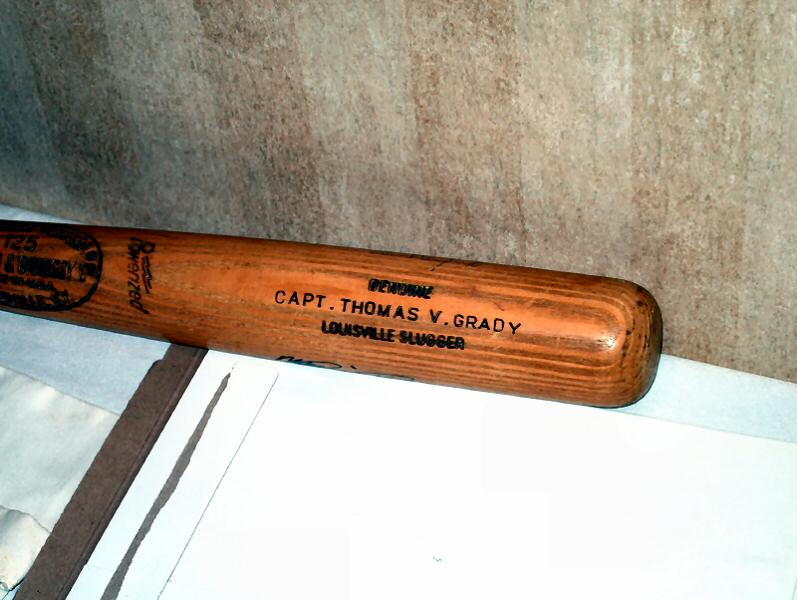 125
Powerized
GENUINE
CAPT. THOMAS V. GRADY
LOUISVILLE SLUGGER